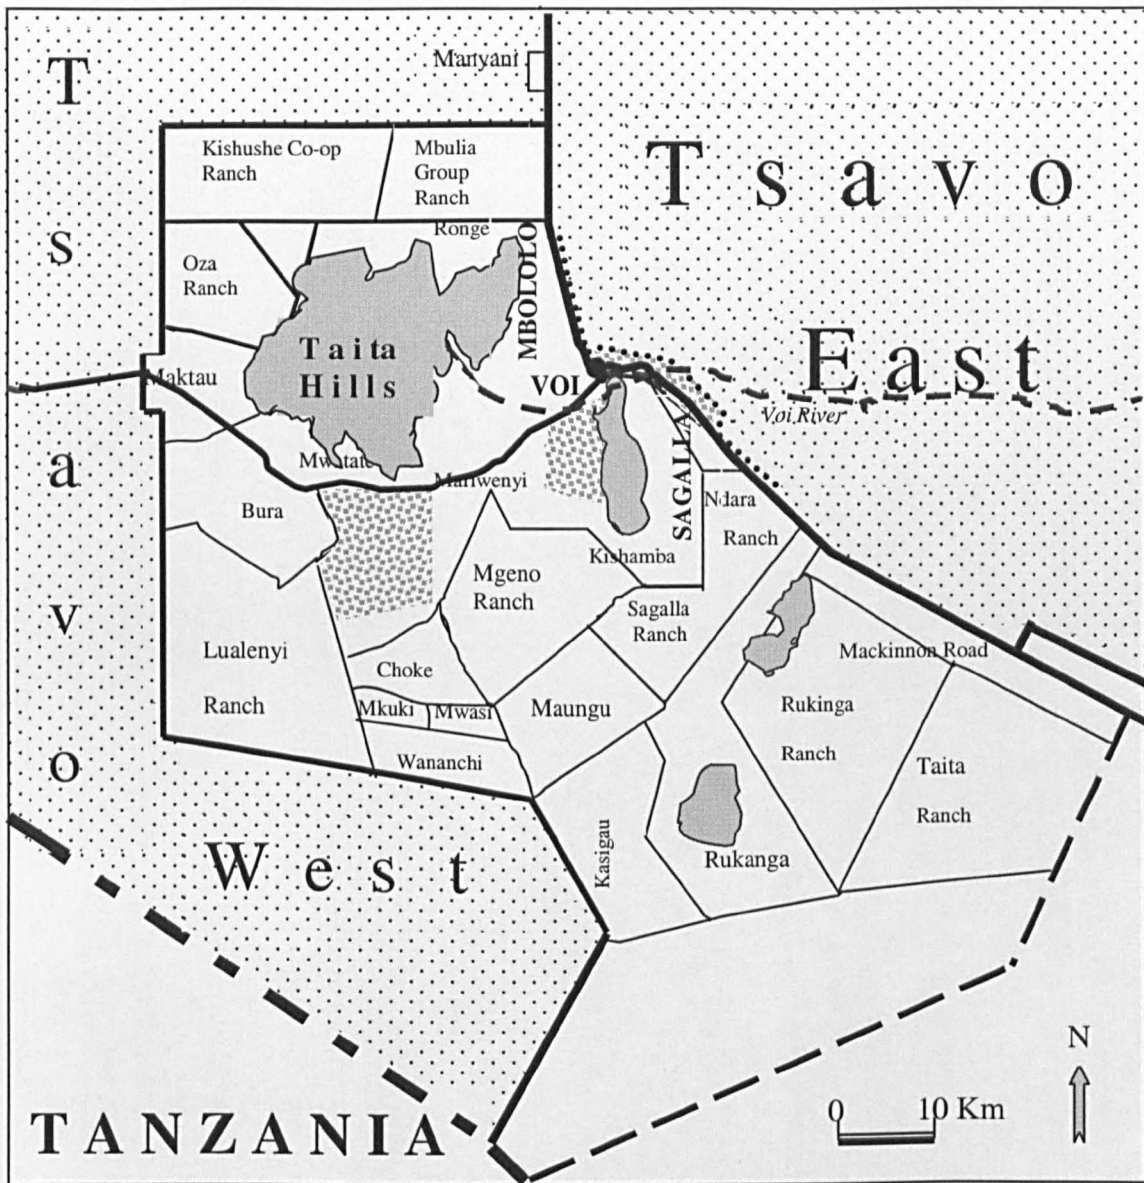 Manyani
T s a v o
Kishushe Co-op
Ranch
Mbulia
Group
Ranch
T s a v o
Ronge
MBOLOLO
Oza
Ranch
Taita
Hills
East
Maktau
VOI
Voi River
SAGALLA
Mwatate
Mariwenyi
Bura
Ndara
Ranch
Kishamba
Mgeno
Ranch
Sagalla
Ranch
Lualenyi
Ranch
Choke
Mackinnon Road
Mkuki
Mwasi
Maungu
Rukinga
Ranch
Wananchi
Taita
Ranch
West
Kasigau
Rukanga
N
0 10 Km
TANZANIA